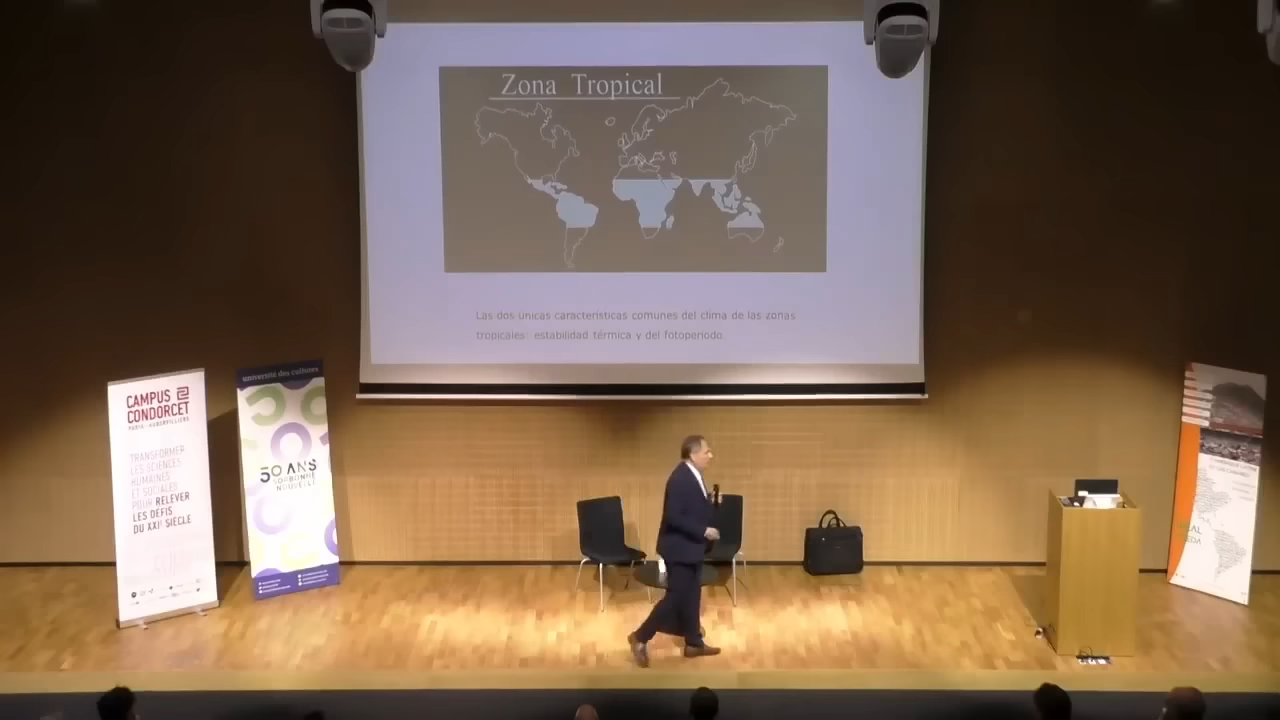 Zona Tropical
Las dos únicas características comunes del clima de las zonas
tropicales: estabilidad térmica y del fotoperíodo.
CAMPUS
CONDORCET
PARIS - AUBERVILLIERS
TRANSFORMER
LES SCIENCES
HUMAINES
ET SOCIALES
POUR RELEVER
LES DÉFIS
DU XXIᵉ SIÈCLE
université des cultures
50 ANS
SORBONNE
NOUVELLE